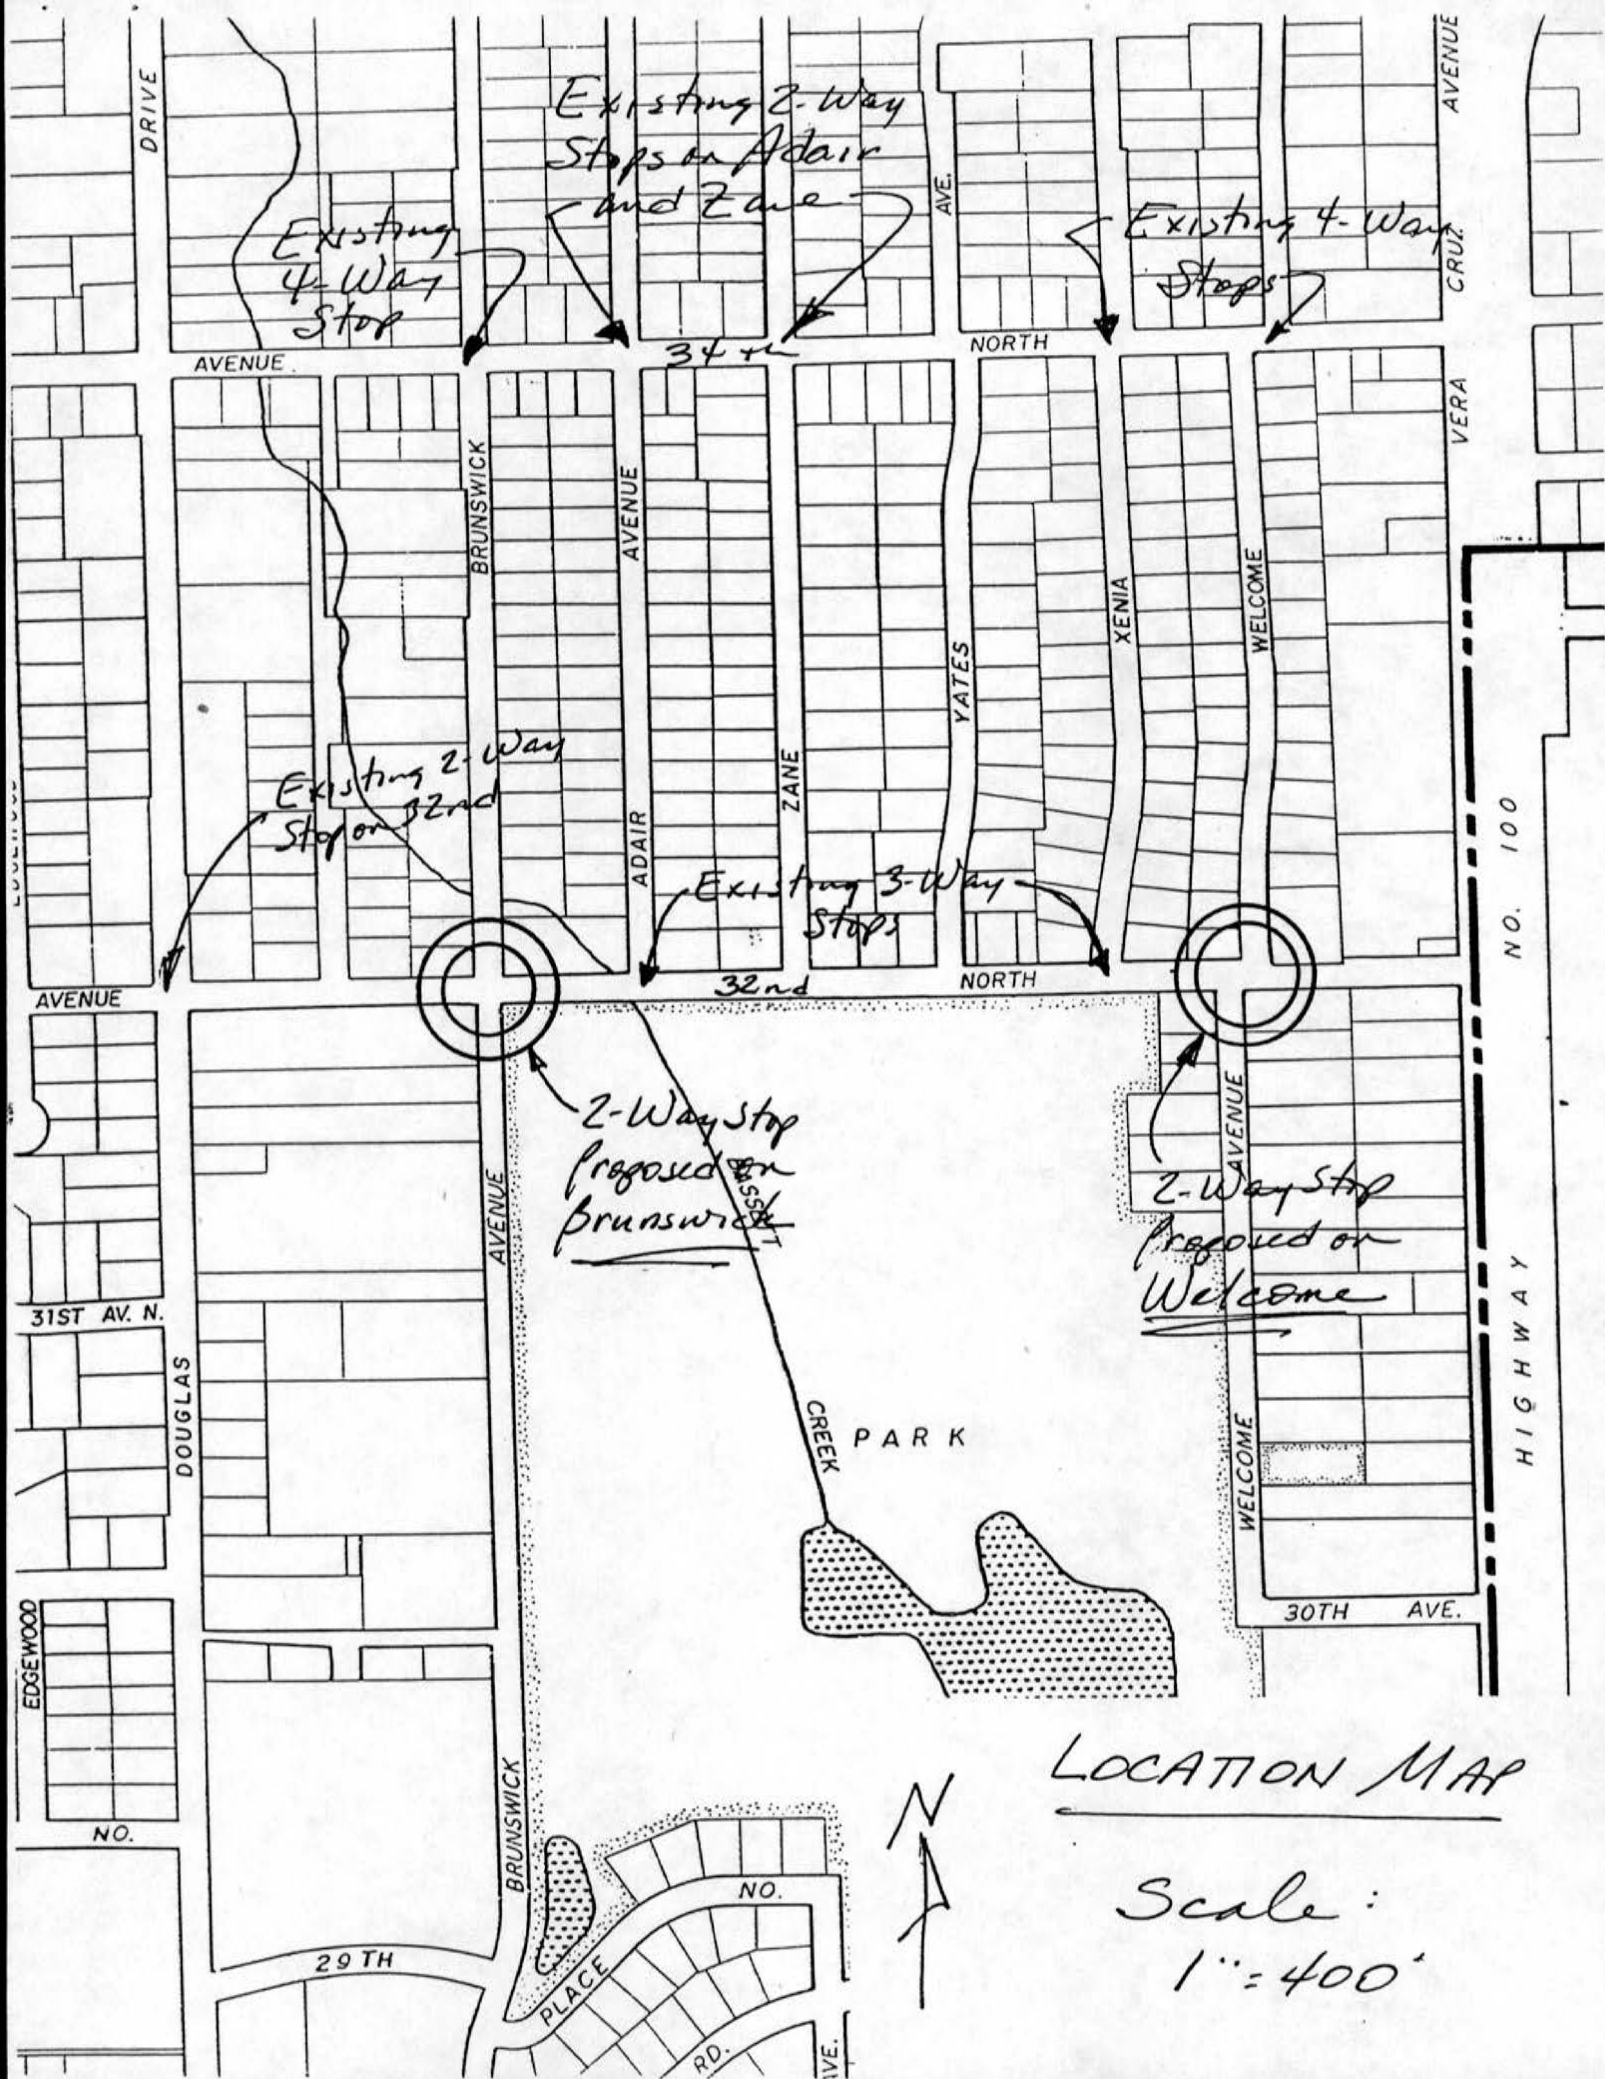 DRIVE
AVENUE
Existing 2-Way
Stops on Adair
and Zane
AVE.
Existing
4-Way
Stop
Existing 4-Way
Stops
CRUZ
AVENUE
34th
NORTH
VERA
BRUNSWICK
AVENUE
XENIA
WELCOME
YATES
ZANE
ADAIR
Existing 2-Way
Stop on 32nd
Existing 3-Way
Stops
NO. 100
AVENUE
32nd
NORTH
2-Way Stop
Proposed on
Brunswick
BASSETT
AVENUE
AVENUE
2-Way Stop
Proposed on
Welcome
31ST AV. N.
DOUGLAS
CREEK
PARK
WELCOME
HIGHWAY
30TH AVE.
EDGEWOOD
BRUNSWICK
NO.
LOCATION MAP
N
NO.
Scale:
1" = 400'
29TH
PLACE
RD.